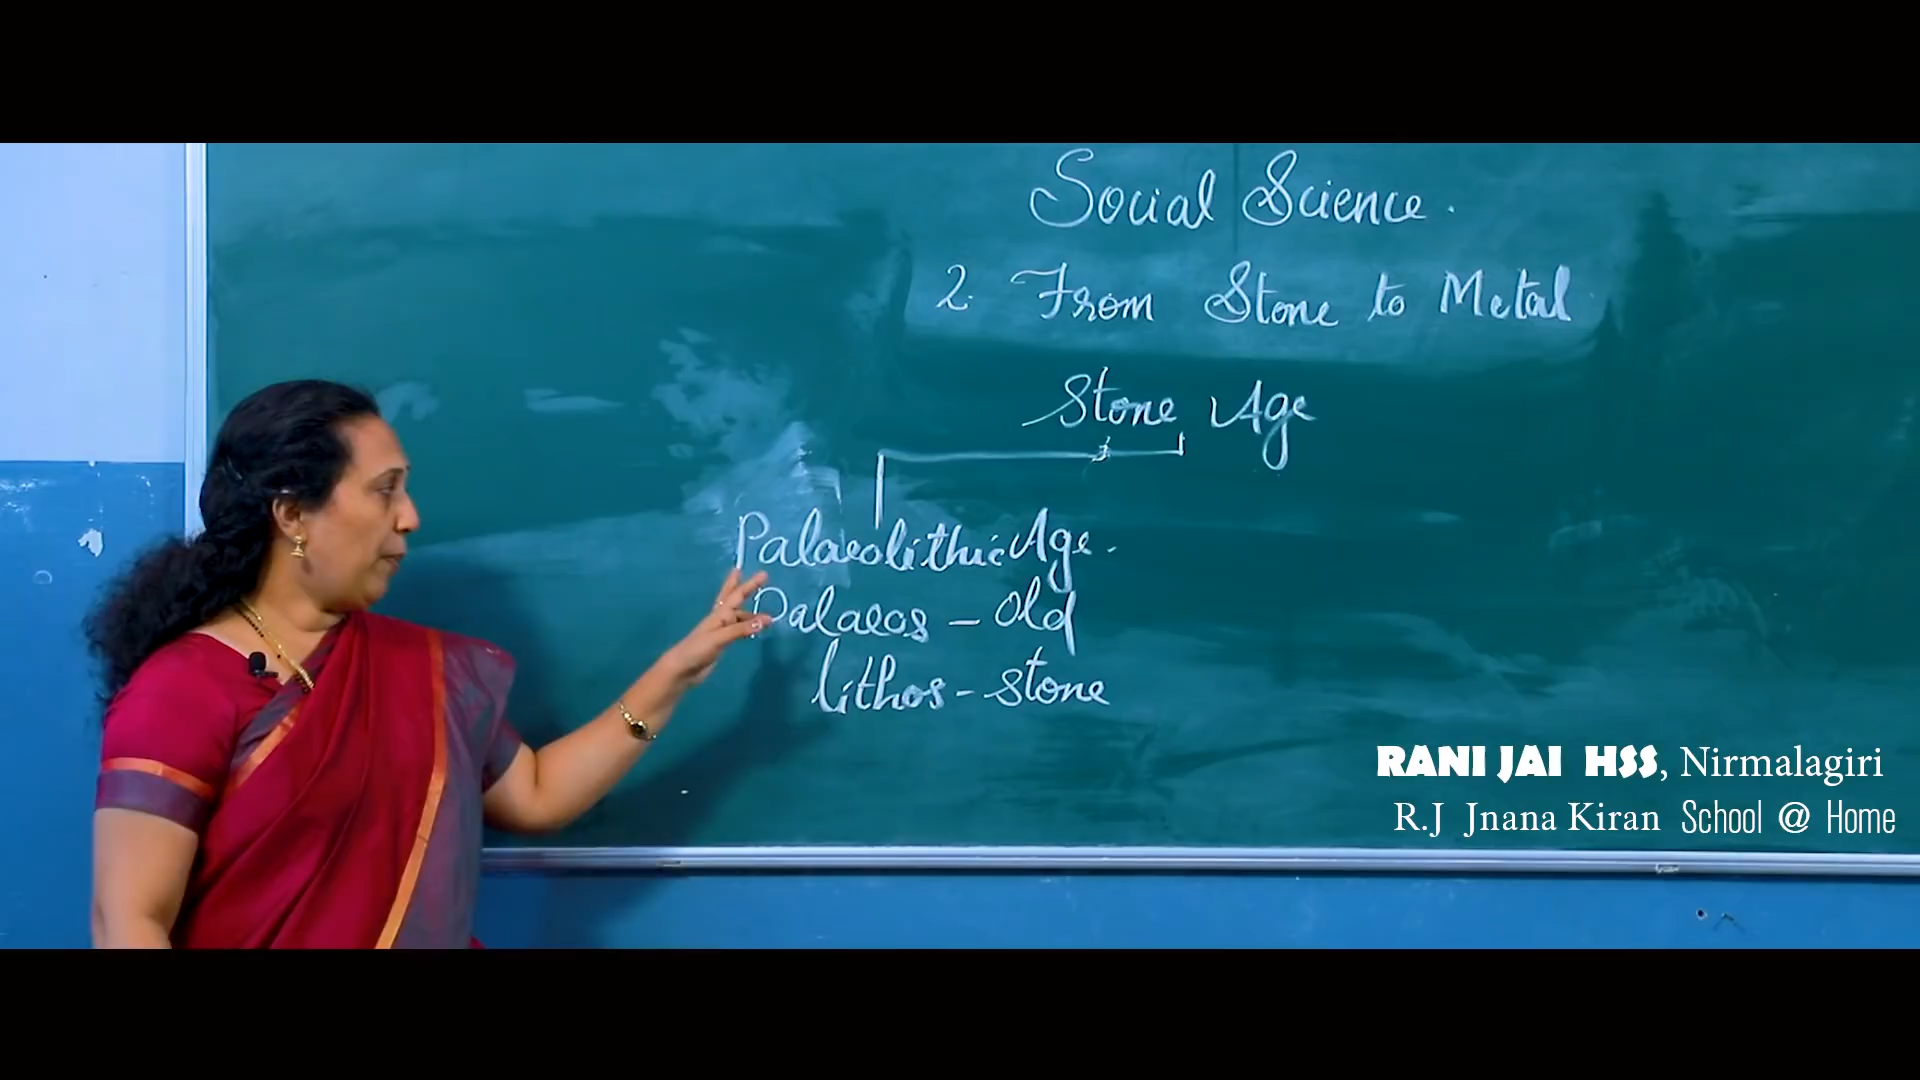 Social Science.
2. From Stone to Metal
Stone Age
Palaeolithic Age.
Palaeos - old
lithos - stone
RANI JAI HSS, Nirmalagiri
R.J Jnana Kiran School @ Home